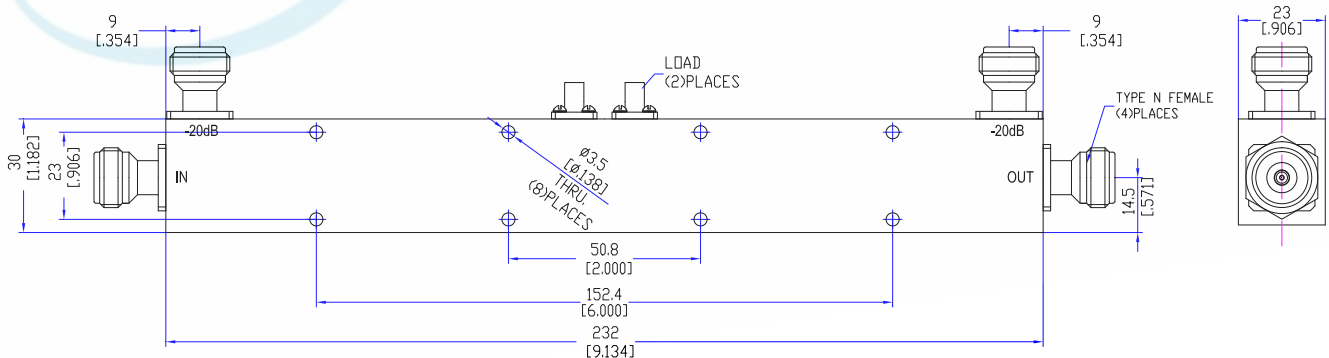 9
[.354]
9
[.354]
23
[.906]
LOAD
(2)PLACES
TYPE N FEMALE
(4)PLACES
-20dB
-20dB
30
[1.182]
23
[.906]
IN
ø3.5
[ø.138]
THRU.
(8)PLACES
OUT
14.5
[.571]
50.8
[2.000]
152.4
[6.000]
232
[9.134]